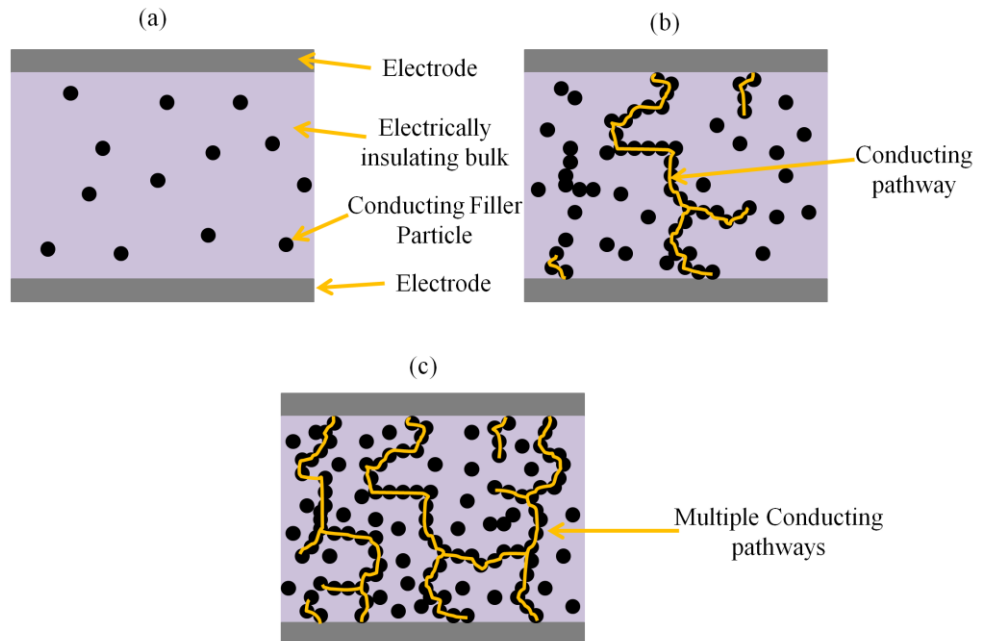 (a)
Electrode
Electrically
insulating bulk
Conducting Filler
Particle
Electrode
(b)
Conducting
pathway
(c)
Multiple Conducting
pathways